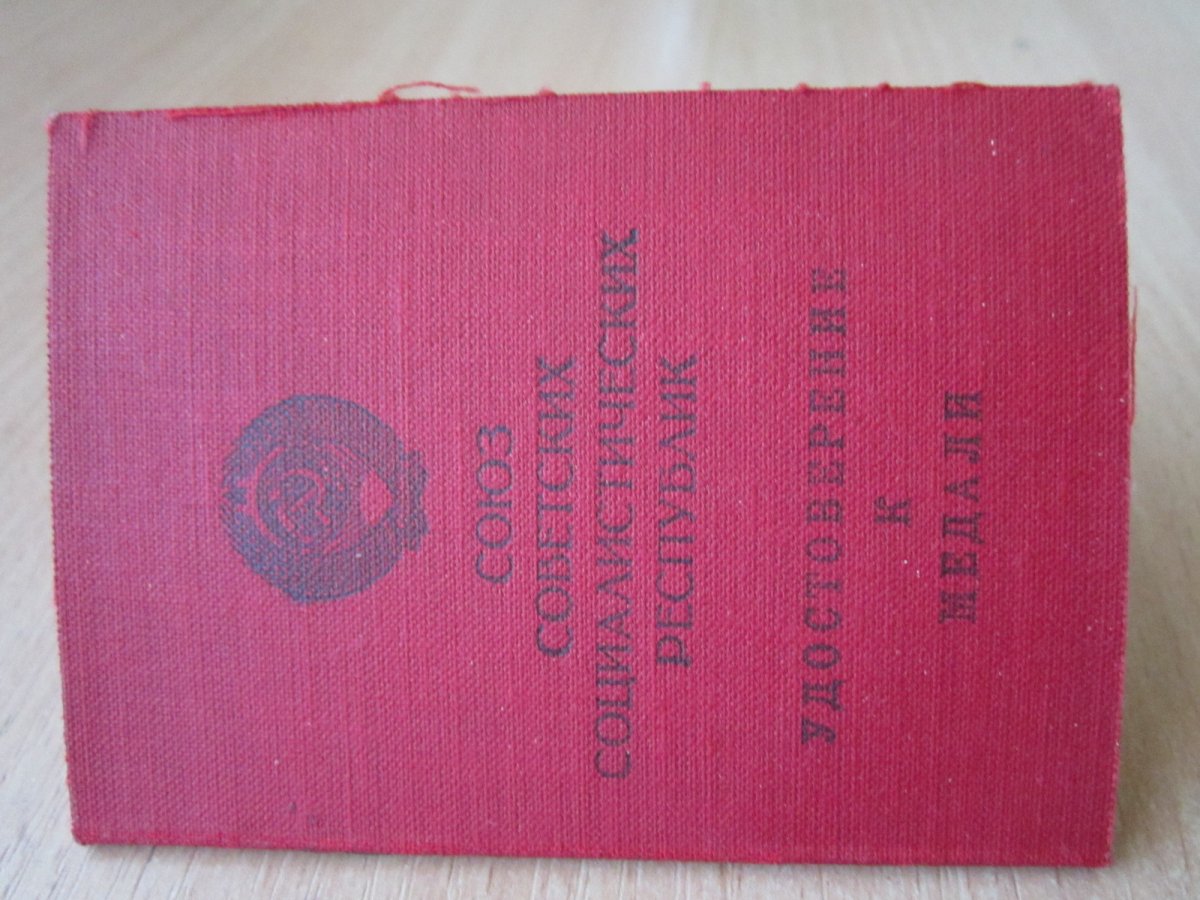 СОЮЗ
СОВЕТСКИХ
СОЦИАЛИСТИЧЕСКИХ
РЕСПУБЛИК
УДОСТОВЕРЕНИЕ
К
МЕДАЛИ